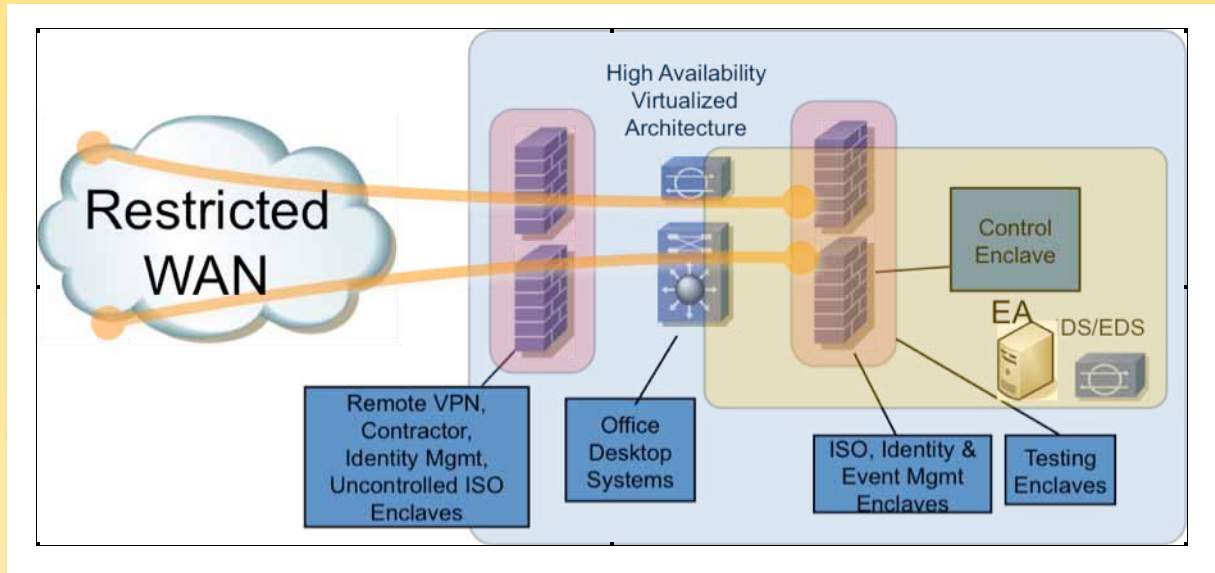 High Availability
Virtualized
Architecture
Restricted
WAN
Control
Enclave
EA
DS/EDS
Remote VPN,
Contractor,
Identity Mgmt,
Uncontrolled ISO
Enclaves
Office
Desktop
Systems
ISO, Identity &
Event Mgmt
Enclaves
Testing
Enclaves